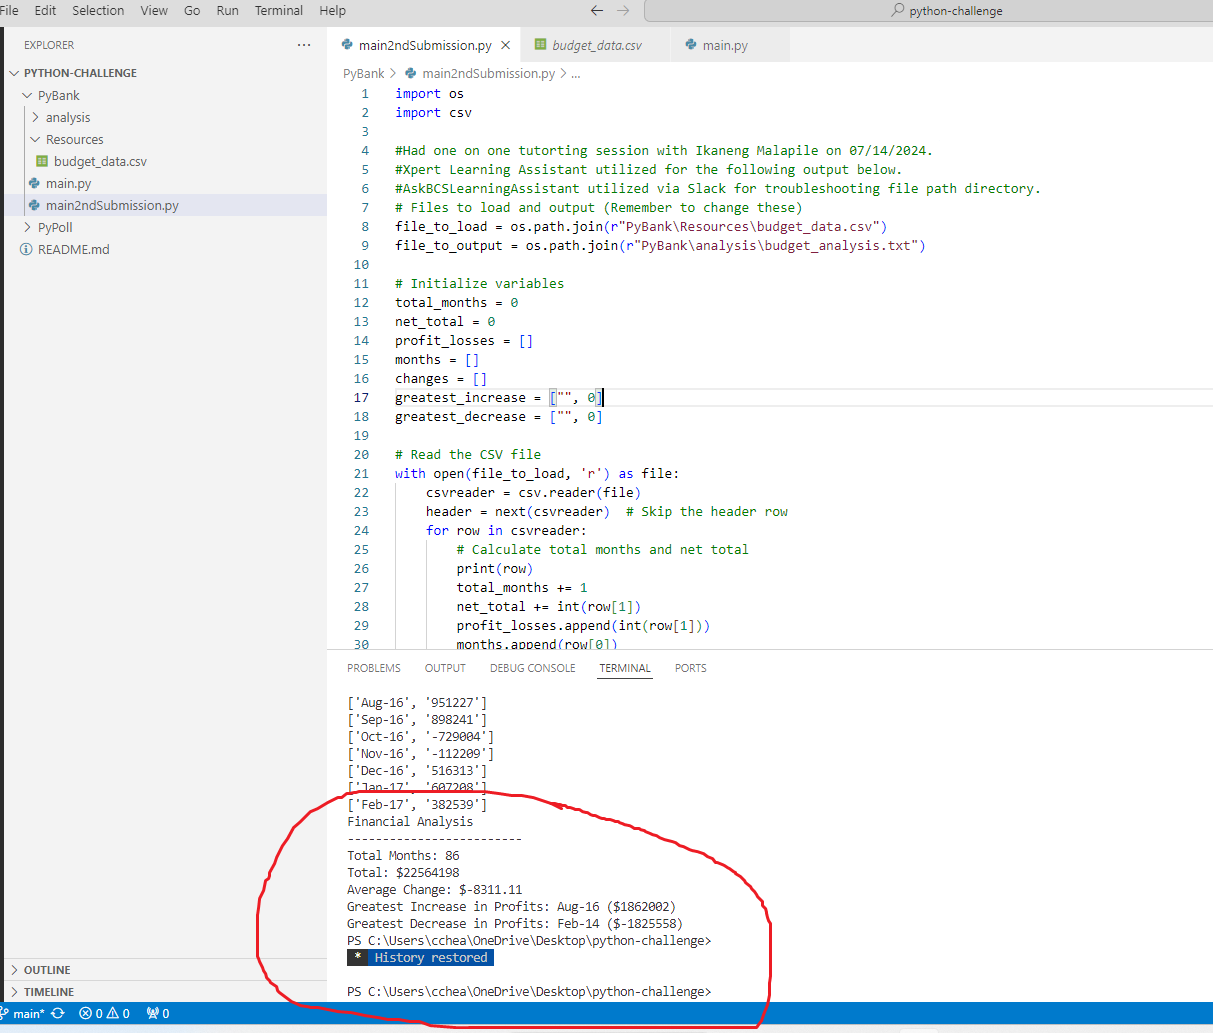 File Edit Selection View Go Run Terminal Help
python-challenge
EXPLORER
PYTHON-CHALLENGE
PyBank
analysis
Resources
budget_data.csv
main.py
main2ndSubmission.py
PyPoll
README.md
OUTLINE
TIMELINE
main2ndSubmission.py budget_data.csv main.py
PyBank > main2ndSubmission.py > ...
1 import os
2 import csv
3
4 #Had one on one tutorting session with Ikaneng Malapile on 07/14/2024.
5 #Xpert Learning Assistant utilized for the following output below.
6 #AskBCSLearningAssistant utilized via Slack for troubleshooting file path directory.
7 # Files to load and output (Remember to change these)
8 file_to_load = os.path.join(r"PyBank\Resources\budget_data.csv")
9 file_to_output = os.path.join(r"PyBank\analysis\budget_analysis.txt")
10
11 # Initialize variables
12 total_months = 0
13 net_total = 0
14 profit_losses = []
15 months = []
16 changes = []
17 greatest_increase = ["", 0]
18 greatest_decrease = ["", 0]
19
20 # Read the CSV file
21 with open(file_to_load, 'r') as file:
22 csvreader = csv.reader(file)
23 header = next(csvreader)  # Skip the header row
24 for row in csvreader:
25 # Calculate total months and net total
26 print(row)
27 total_months += 1
28 net_total += int(row[1])
29 profit_losses.append(int(row[1]))
30 months.append(row[0])
PROBLEMS OUTPUT DEBUG CONSOLE TERMINAL PORTS
['Aug-16', '951227']
['Sep-16', '898241']
['Oct-16', '-729004']
['Nov-16', '-112209']
['Dec-16', '516313']
['Jan-17', '607208']
['Feb-17', '382539']
Financial Analysis
-------------------------
Total Months: 86
Total: $22564198
Average Change: $-8311.11
Greatest Increase in Profits: Aug-16 ($1862002)
Greatest Decrease in Profits: Feb-14 ($-1825558)
PS C:\Users\cchea\OneDrive\Desktop\python-challenge>
* History restored
PS C:\Users\cchea\OneDrive\Desktop\python-challenge>
main* 0 0 0